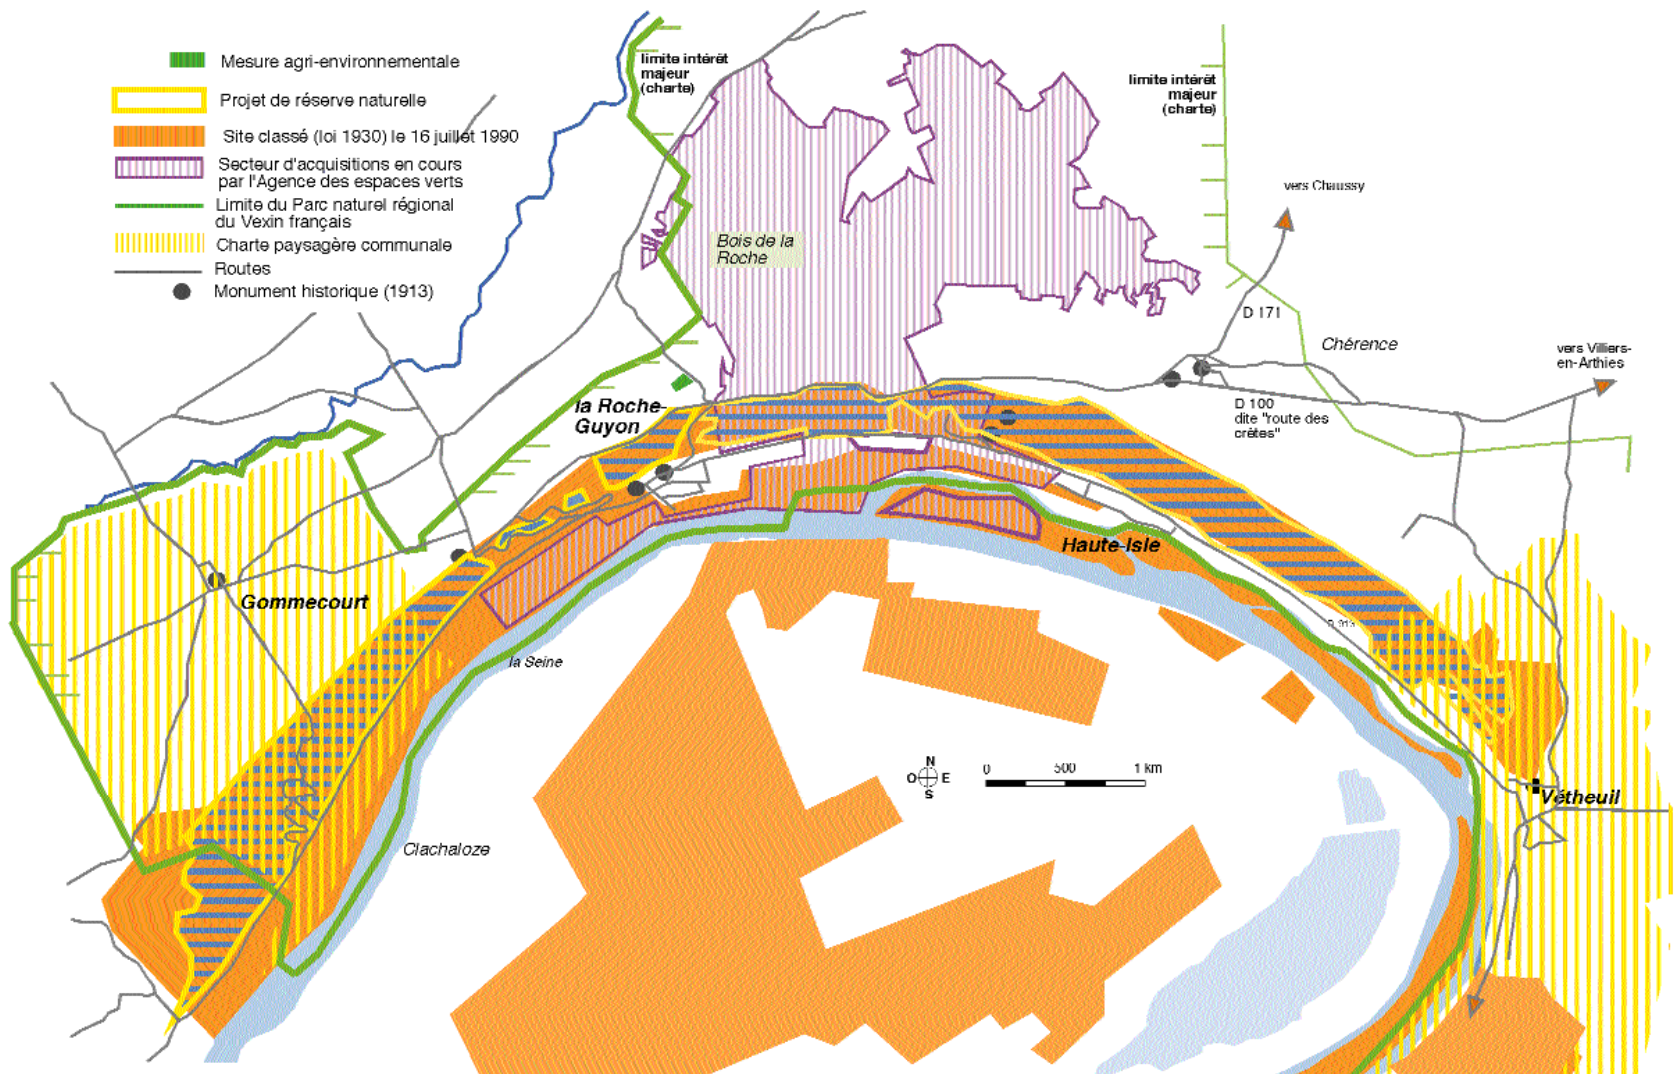 Mesure agri-environnementale
Projet de réserve naturelle
Site classé (loi 1930) le 16 juillet 1990
Secteur d'acquisitions en cours
par l'Agence des espaces verts
Limite du Parc naturel régional
du Vexin français
Charte paysagère communale
Routes
Monument historique (1913)
limite intérêt
majeur
(charte)
limite intérêt
majeur
(charte)
vers Chaussy
Bois de la
Roche
D 171
Chérence
vers Villiers-
en-Arthies
D 100
dite "route des
crêtes"
la Roche-
Guyon
Haute-Isle
Gommecourt
D 913
la Seine
N
O E
S
0 500 1 km
Vétheuil
Clachaloze